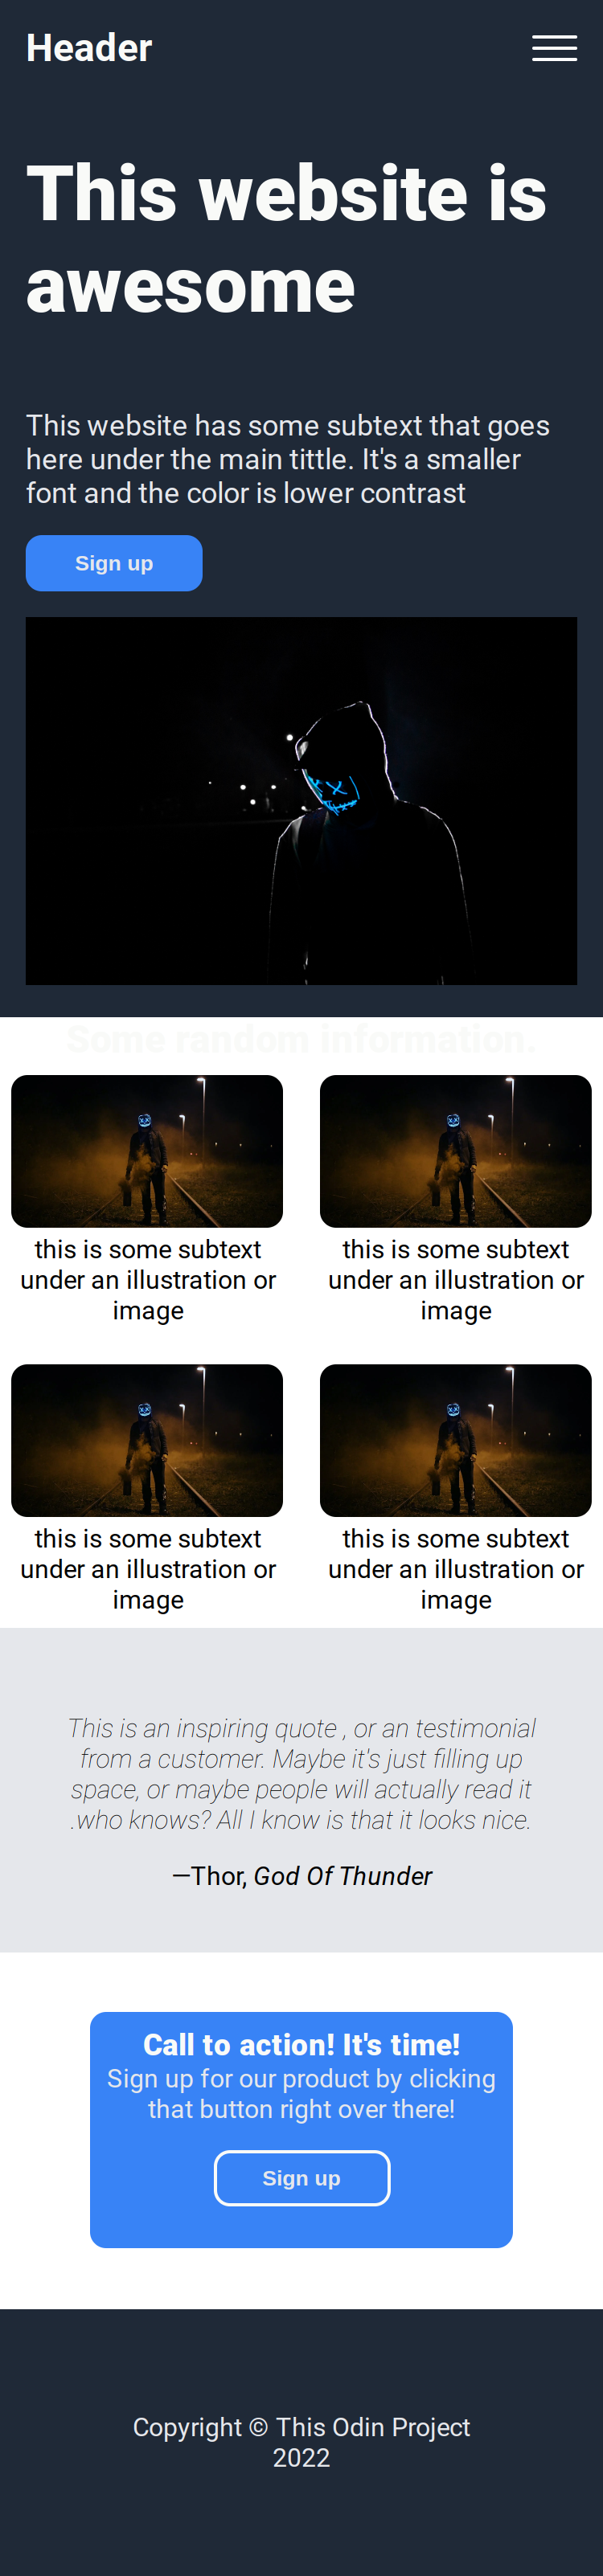 Header
This website is
awesome
This website has some subtext that goes
here under the main tittle. It's a smaller
font and the color is lower contrast
Sign up
Some random information.
this is some subtext
under an illustration or
image
this is some subtext
under an illustration or
image
this is some subtext
under an illustration or
image
this is some subtext
under an illustration or
image
This is an inspiring quote , or an testimonial
from a customer. Maybe it's just filling up
space, or maybe people will actually read it
.who knows? All I know is that it looks nice.
—Thor, God Of Thunder
Call to action! It's time!
Sign up for our product by clicking
that button right over there!
Sign up
Copyright © This Odin Project
2022